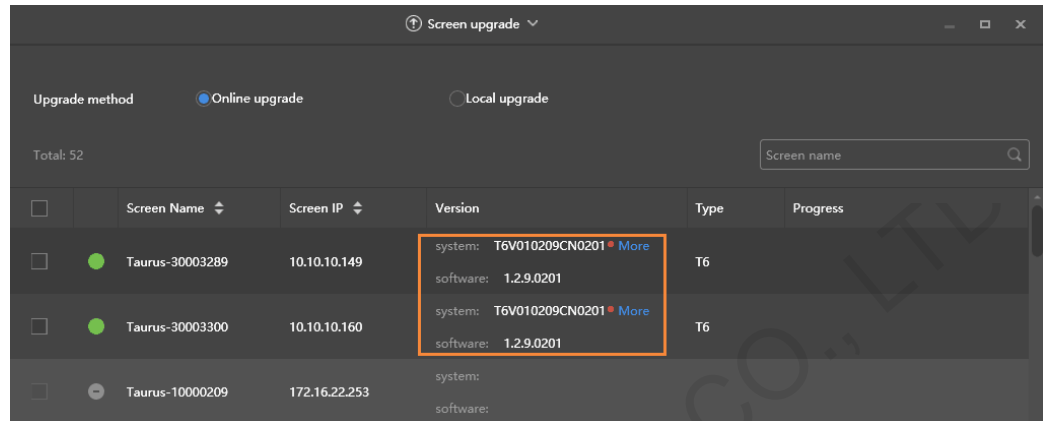 Screen upgrade
Upgrade method Online upgrade Local upgrade
Total: 52 Screen name
Screen Name Screen IP Version Type Progress
system: T6V010209CN0201 More
Taurus-30003289 10.10.10.149 T6
software: 1.2.9.0201
system: T6V010209CN0201 More
Taurus-30003300 10.10.10.160 T6
software: 1.2.9.0201
system:
Taurus-10000209 172.16.22.253
software:
CO., LTD